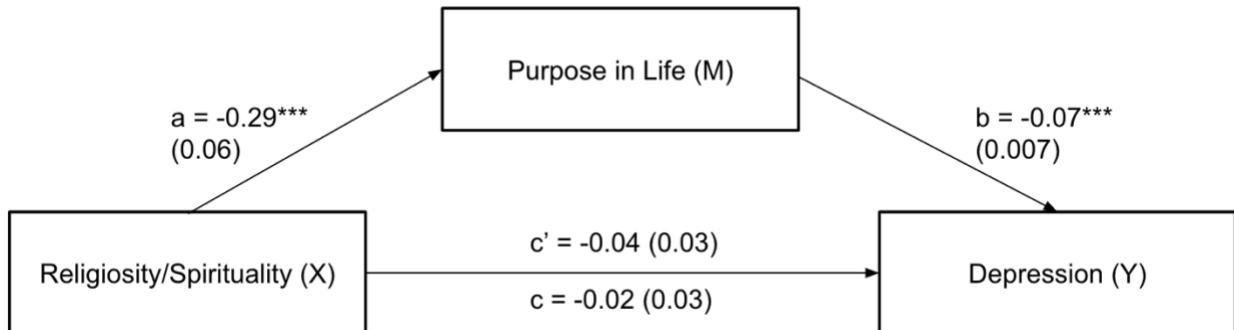 Purpose in Life (M)
a = -0.29***
(0.06)
b = -0.07***
(0.007)
c’ = -0.04 (0.03)
Religiosity/Spirituality (X)
Depression (Y)
c = -0.02 (0.03)